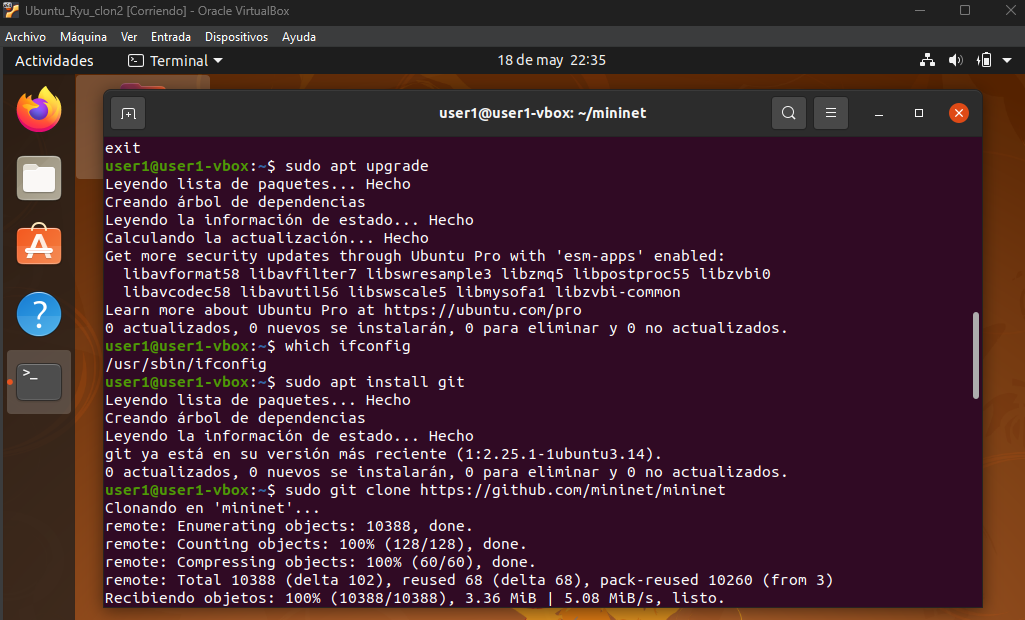 Ubuntu_Ryu_clon2 [Corriendo] - Oracle VirtualBox
Archivo Máquina Ver Entrada Dispositivos Ayuda
Actividades Terminal 18 de may 22:35
user1@user1-vbox: ~/mininet
exit
user1@user1-vbox:~$ sudo apt upgrade
Leyendo lista de paquetes... Hecho
Creando árbol de dependencias
Leyendo la información de estado... Hecho
Calculando la actualización... Hecho
Get more security updates through Ubuntu Pro with 'esm-apps' enabled:
  libavformat58 libavfilter7 libswresample3 libzmq5 libpostproc55 libzvbi0
  libavcodec58 libavutil56 libswscale5 libmysofa1 libzvbi-common
Learn more about Ubuntu Pro at https://ubuntu.com/pro
0 actualizados, 0 nuevos se instalarán, 0 para eliminar y 0 no actualizados.
user1@user1-vbox:~$ which ifconfig
/usr/sbin/ifconfig
user1@user1-vbox:~$ sudo apt install git
Leyendo lista de paquetes... Hecho
Creando árbol de dependencias
Leyendo la información de estado... Hecho
git ya está en su versión más reciente (1:2.25.1-1ubuntu3.14).
0 actualizados, 0 nuevos se instalarán, 0 para eliminar y 0 no actualizados.
user1@user1-vbox:~$ sudo git clone https://github.com/mininet/mininet
Clonando en 'mininet'...
remote: Enumerating objects: 10388, done.
remote: Counting objects: 100% (128/128), done.
remote: Compressing objects: 100% (60/60), done.
remote: Total 10388 (delta 102), reused 68 (delta 68), pack-reused 10260 (from 3)
Recibiendo objetos: 100% (10388/10388), 3.36 MiB | 5.08 MiB/s, listo.